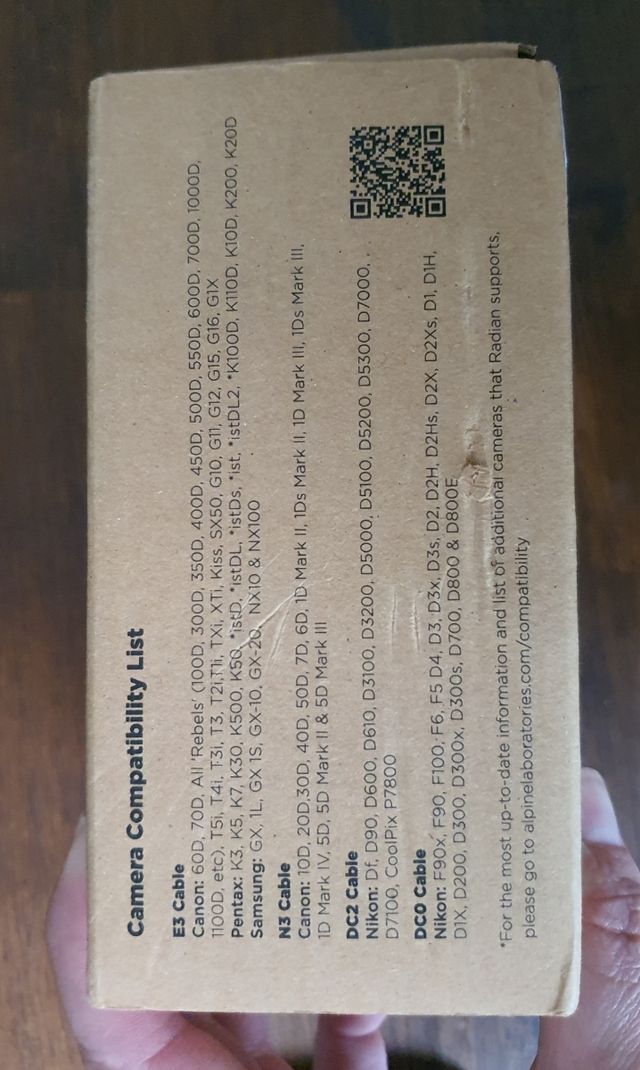 Camera Compatibility List
E3 Cable
Canon: 60D, 70D, All 'Rebels' (100D, 300D, 350D, 400D, 450D, 500D, 550D, 600D, 700D, 1000D,
1100D, etc), T5i, T4i, T3i, T3, T2i,T1i, TXi, XTi, Kiss, SX50, G10, G11, G12, G15, G16, G1X
Pentax: K3, K5, K7, K30, K500, K50, *istD, *istDL, *istDs, *ist, *istDL2, *K100D, K110D, K10D, K200, K20D
Samsung: GX, 1L, GX 1S, GX-10, GX-20, NX10 & NX100
N3 Cable
Canon: 10D, 20D,30D, 40D, 50D, 7D, 6D, 1D Mark II, 1Ds Mark II, 1D Mark III, 1Ds Mark III,
1D Mark IV, 5D, 5D Mark II & 5D Mark III
DC2 Cable
Nikon: Df, D90, D600, D610, D3100, D3200, D5000, D5100, D5200, D5300, D7000, .
D7100, CoolPix P7800
DC0 Cable
Nikon: F90x, F90, F100, F6, F5 D4, D3, D3x, D3s, D2, D2H, D2Hs, D2X, D2Xs, D1, D1H,
D1X, D200, D300, D300x, D300s, D700, D800 & D800E
*For the most up-to-date information and list of additional cameras that Radian supports,
please go to alpinelaboratories.com/compatibility